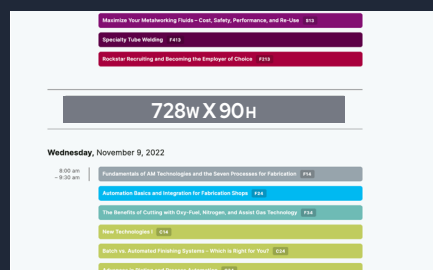 Maximize Your Metalworking Fluids – Cost, Safety, Performance, and Re-Use
Specialty Tube Welding F413
Rockstar Recruiting and Becoming the Employer of Choice F213
728W X 90H
Wednesday, November 9, 2022
8:00 am
– 9:30 am
Fundamentals of AM Technologies and the Seven Processes for Fabrication F14
Automation Basics and Integration for Fabrication Shops F24
The Benefits of Cutting with Oxy-Fuel, Nitrogen, and Assist Gas Technology F34
New Technologies I C14
Batch vs. Automated Finishing Systems – Which is Right for You? C24